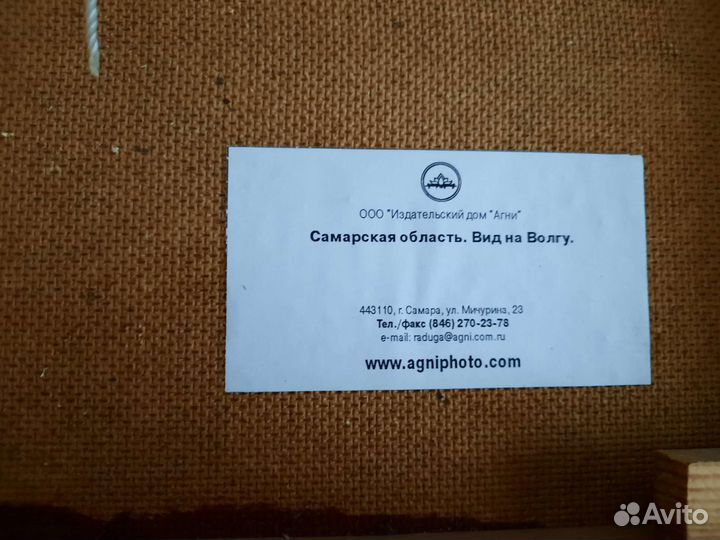 ООО "Издательский дом "Агни"
Самарская область. Вид на Волгу.
443110, г. Самара, ул. Мичурина, 23
Тел./факс (846) 270-23-78
e-mail: raduga@agni.com.ru
www.agniphoto.com
Avito